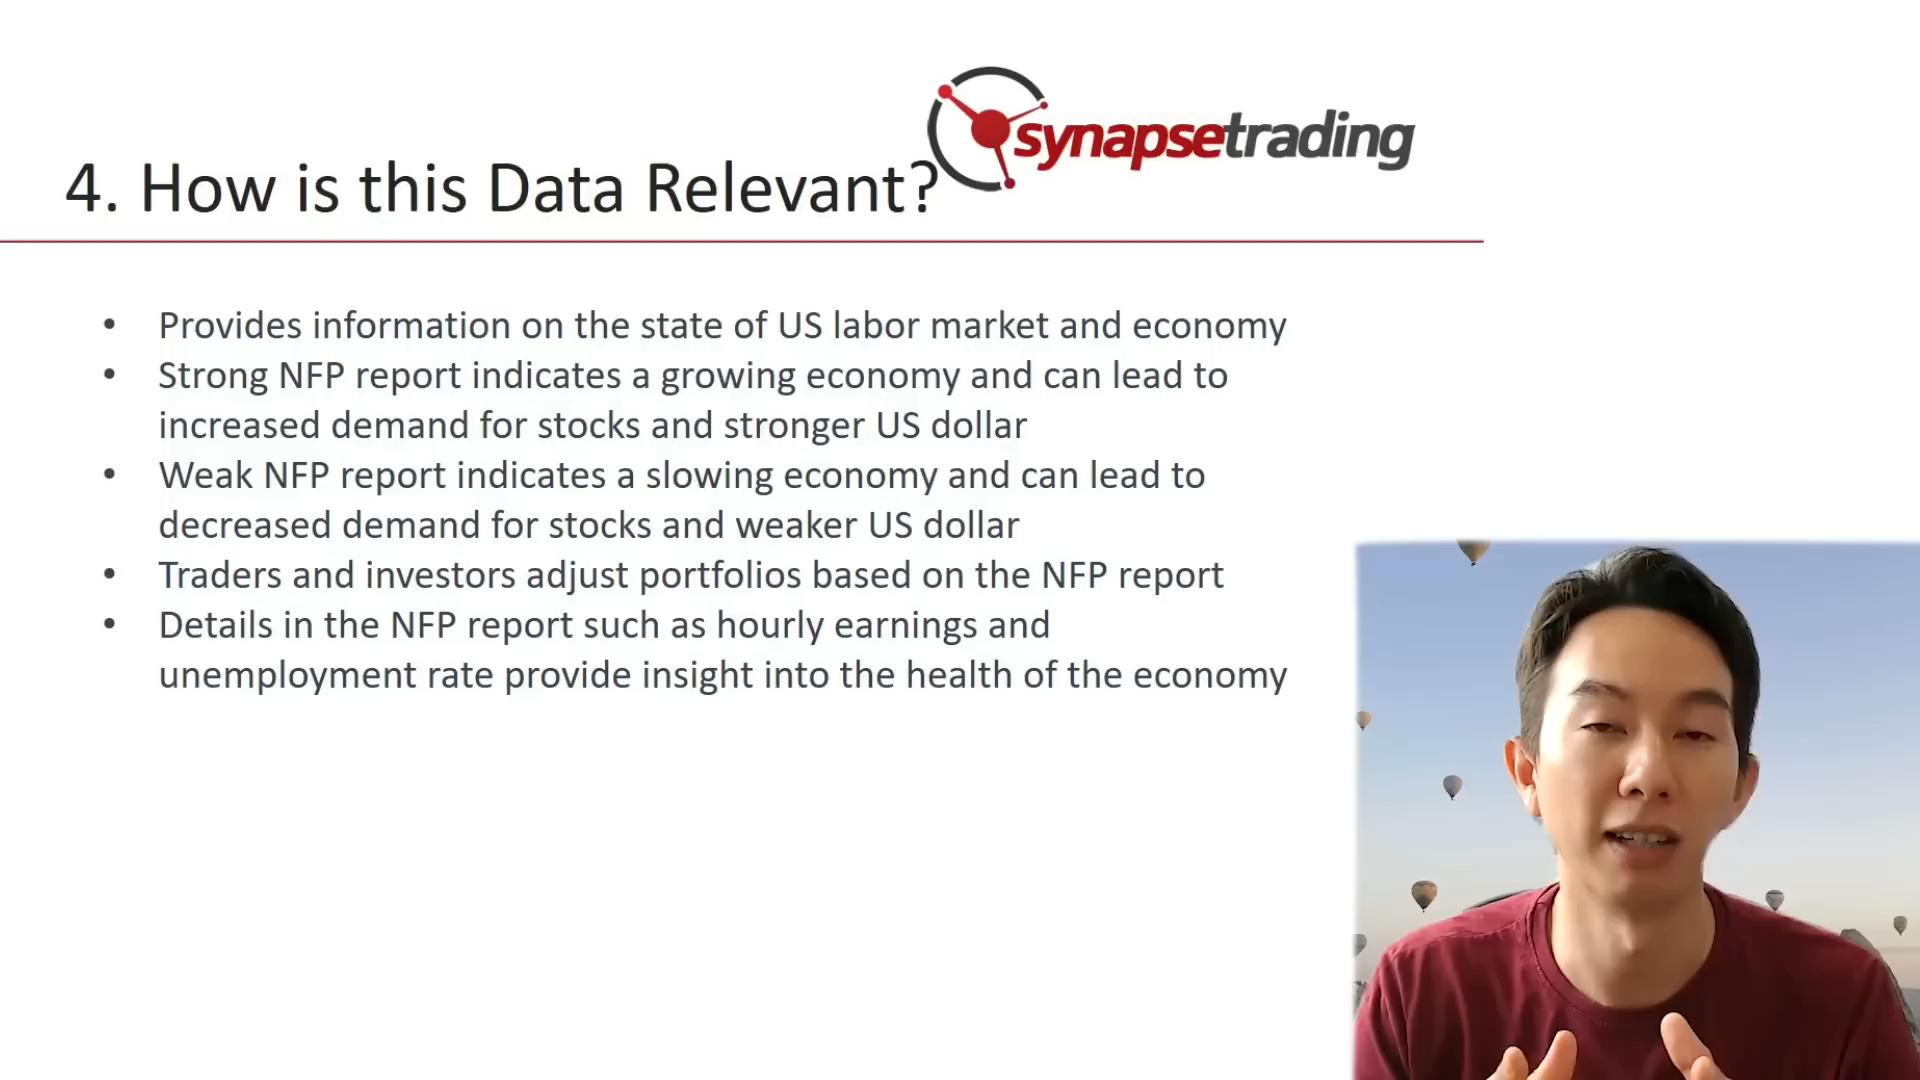 synapsetrading
4. How is this Data Relevant?
• Provides information on the state of US labor market and economy
• Strong NFP report indicates a growing economy and can lead to
increased demand for stocks and stronger US dollar
• Weak NFP report indicates a slowing economy and can lead to
decreased demand for stocks and weaker US dollar
• Traders and investors adjust portfolios based on the NFP report
• Details in the NFP report such as hourly earnings and
unemployment rate provide insight into the health of the economy